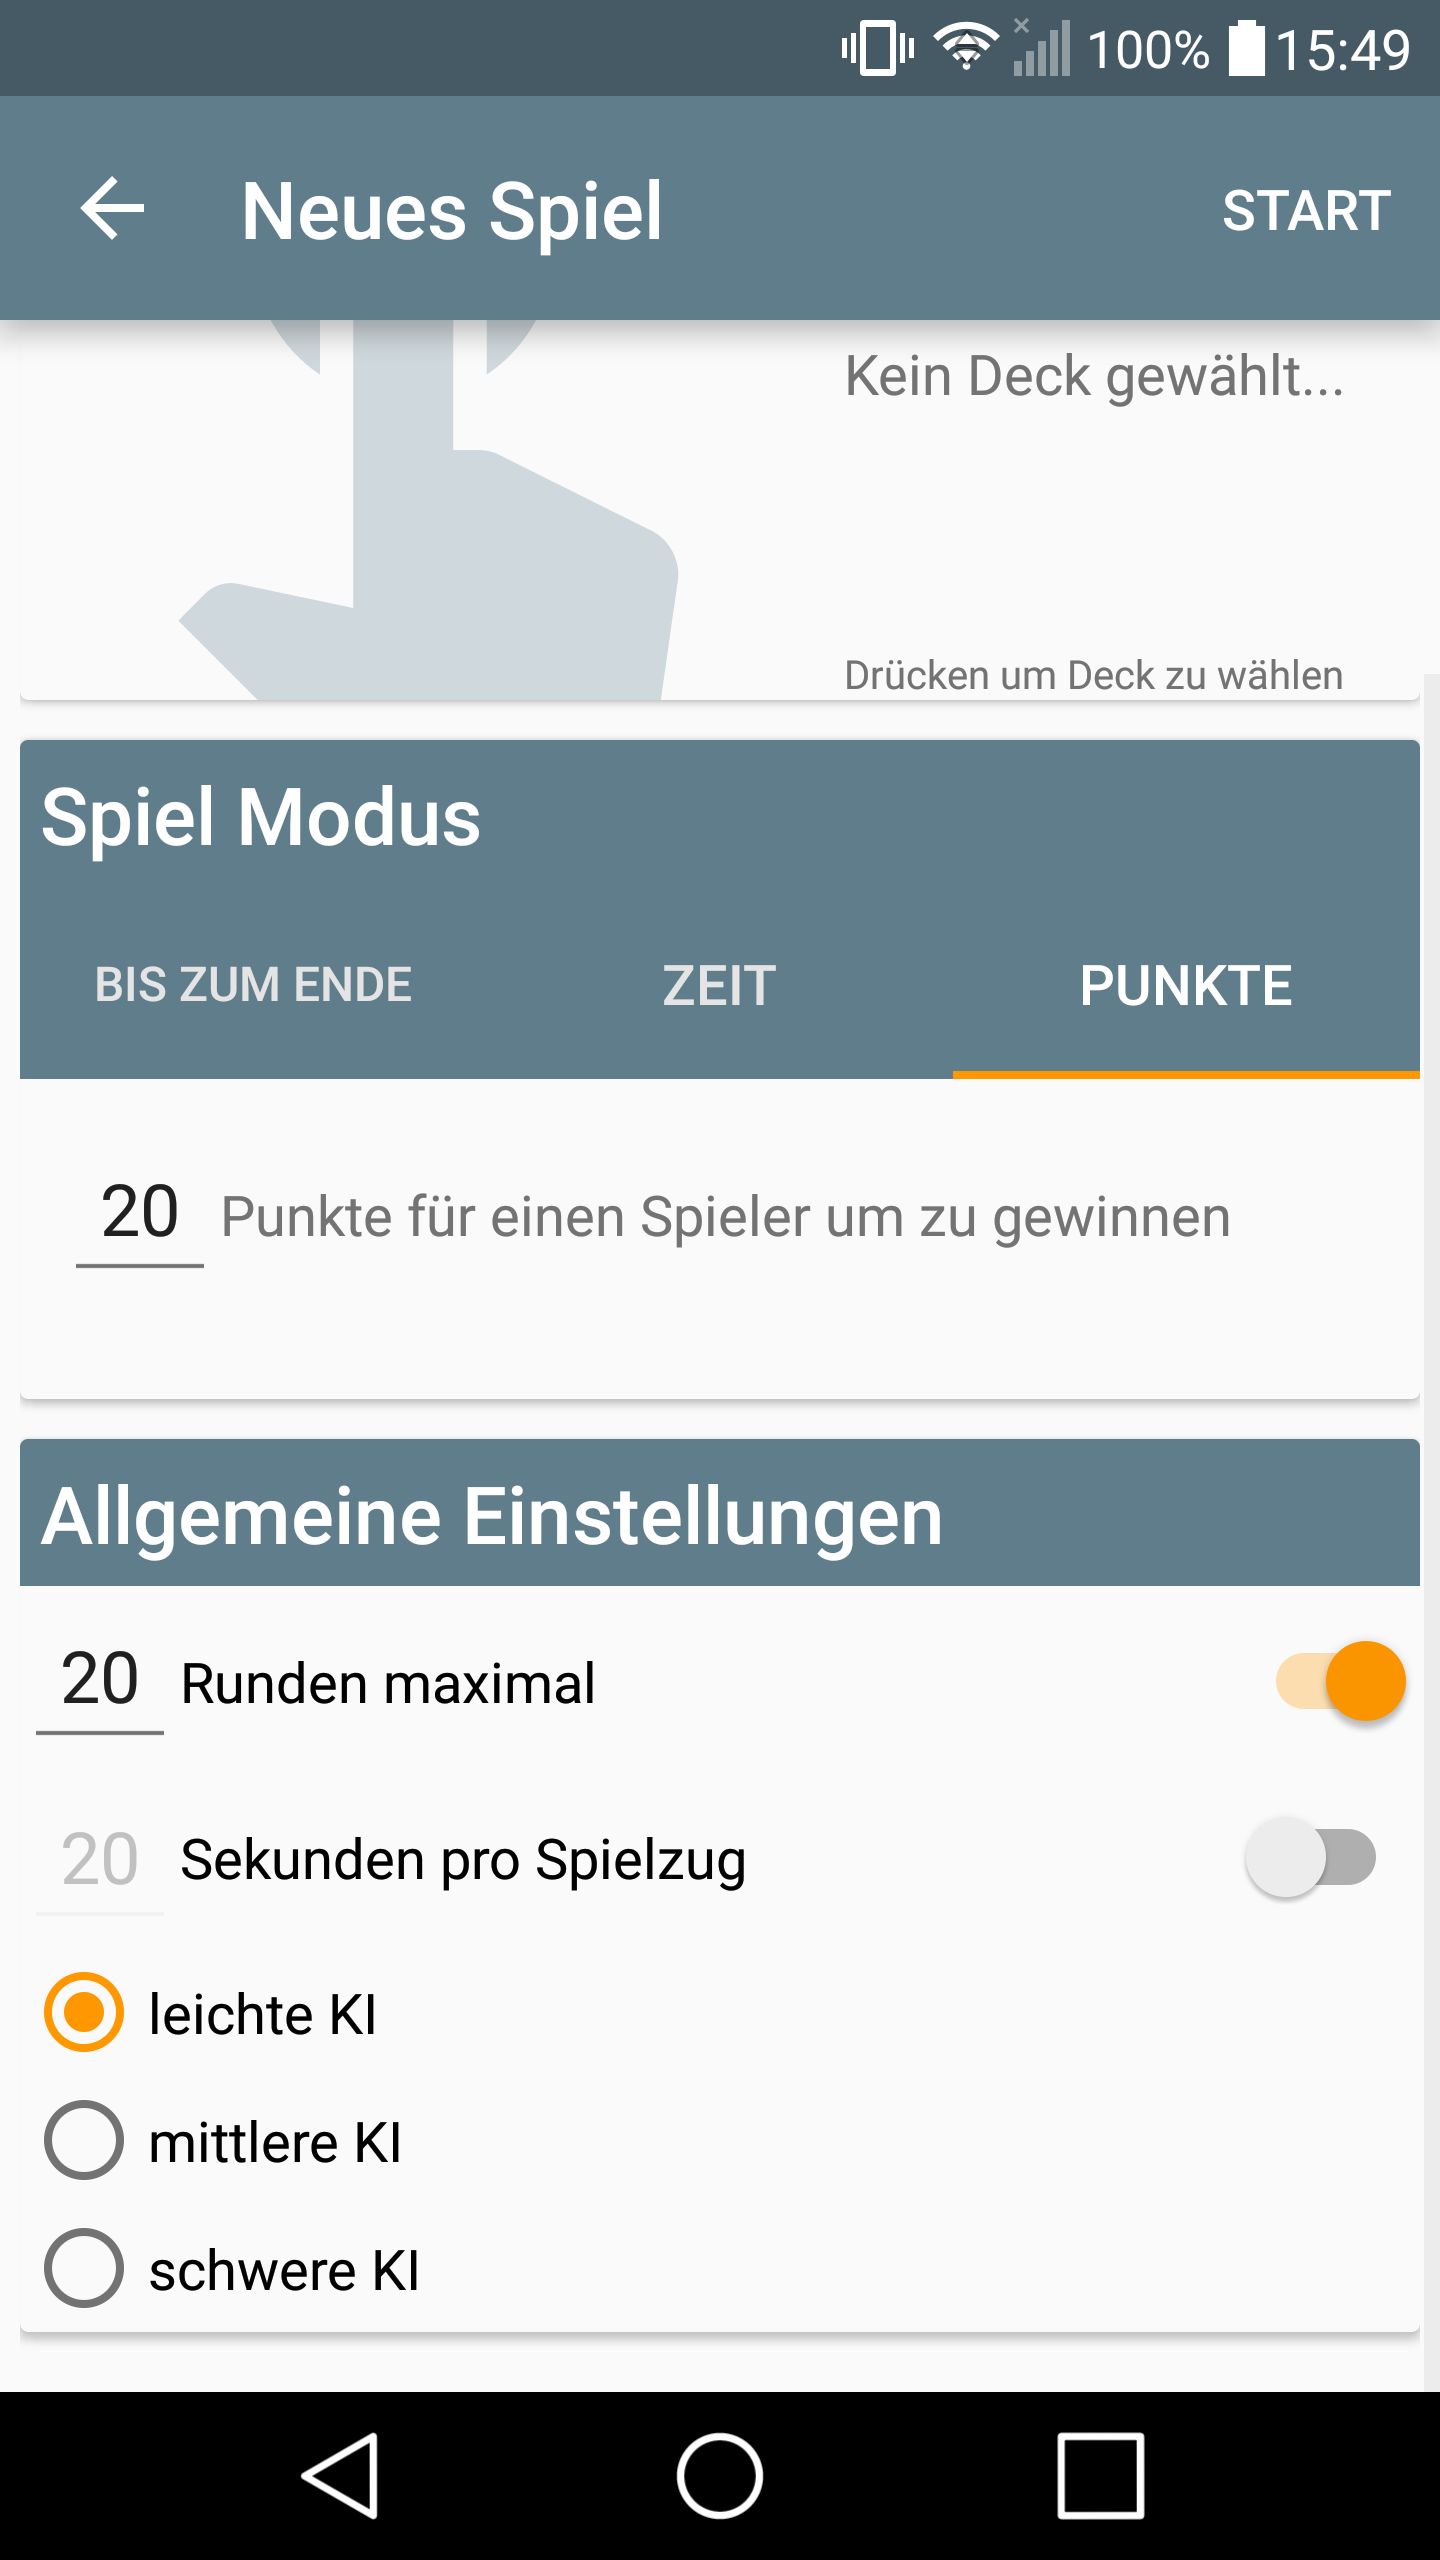 100% 15:49
Neues Spiel START
Kein Deck gewählt...
Drücken um Deck zu wählen
Spiel Modus
BIS ZUM ENDE ZEIT PUNKTE
20 Punkte für einen Spieler um zu gewinnen
Allgemeine Einstellungen
20 Runden maximal
20 Sekunden pro Spielzug
leichte KI
mittlere KI
schwere KI